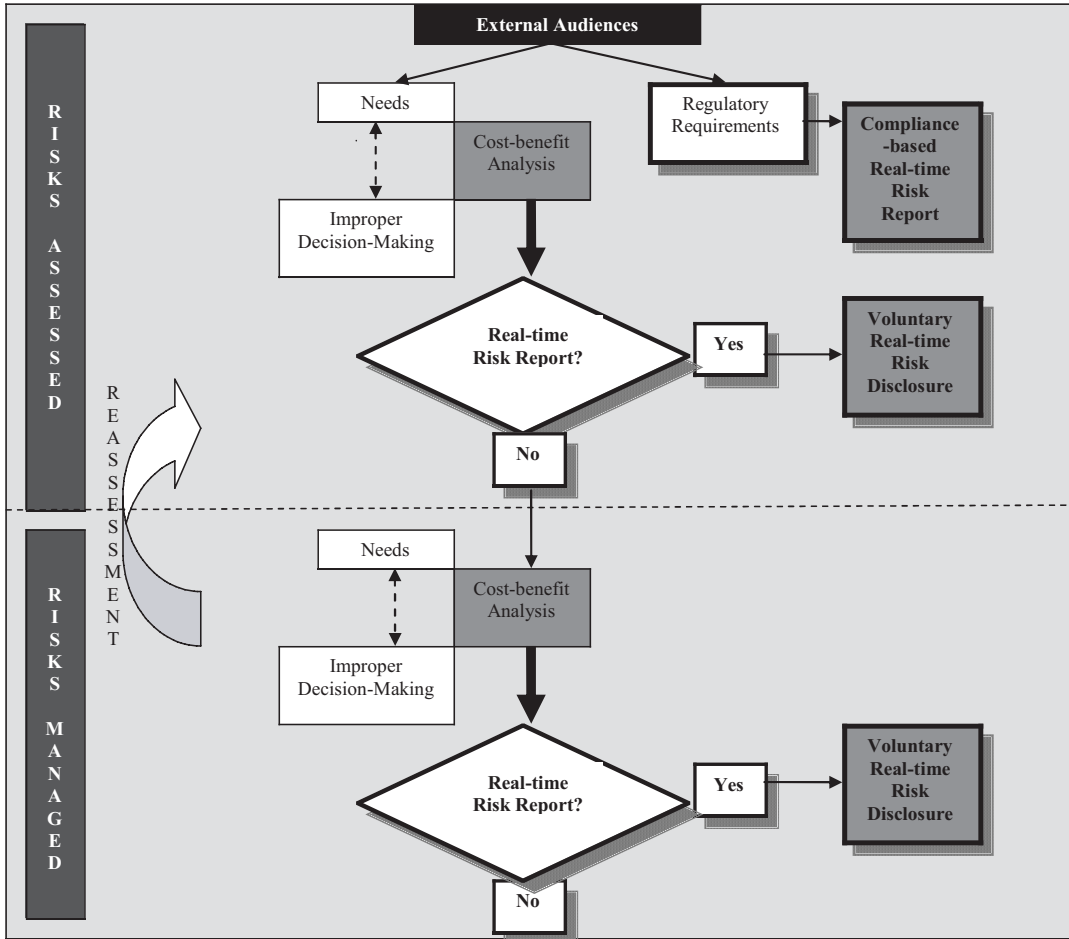 External Audiences
RISKS ASSESSED
Needs
Cost-benefit
Analysis
Improper
Decision-Making
Regulatory
Requirements
Compliance
-based
Real-time
Risk
Report
Real-time
Risk Report?
Yes
Voluntary
Real-time
Risk
Disclosure
No
REASSESSMENT
RISKS MANAGED
Needs
Cost-benefit
Analysis
Improper
Decision-Making
Real-time
Risk Report?
Yes
Voluntary
Real-time
Risk
Disclosure
No